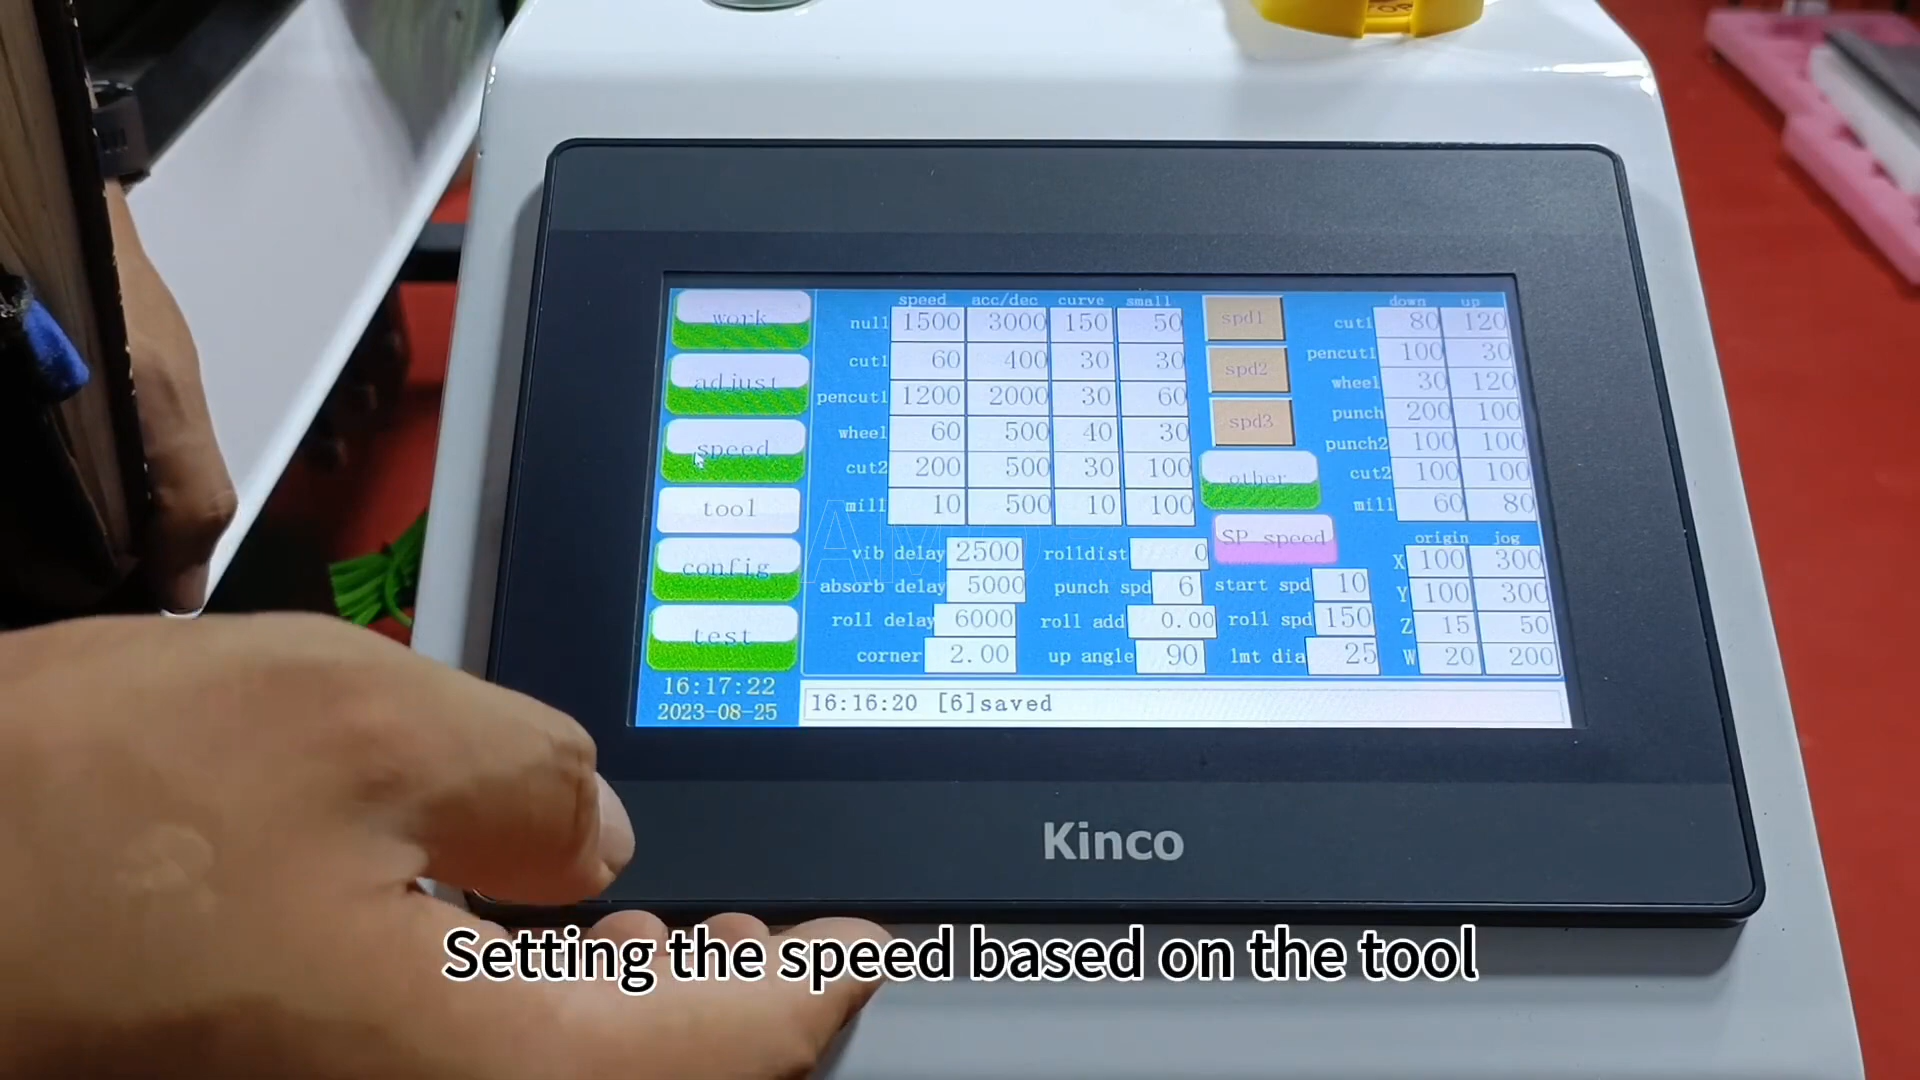 work
adjust
speed
tool
config
test
16:17:22
2023-08-25
speed acc/dec curve small
null 1500 3000 150 50
cut1 60 400 30 30
pencut1 1200 2000 30 60
wheel 60 500 40 30
cut2 200 500 30 100
mill 10 500 10 100
spd1
spd2
spd3
other
SP speed
down up
cut1 80 120
pencut1 100 30
wheel 30 120
punch 200 100
punch2 100 100
cut2 100 100
mill 60 80
vib delay 2500 rolldist 0
absorb delay 5000 punch spd 6 start spd 10
roll delay 6000 roll add 0.00 roll spd 150
corner 2.00 up angle 90 lmt dia 25
origin jog
X 100 300
Y 100 300
Z 15 50
W 20 200
16:16:20 [6]saved
Kinco
Setting the speed based on the tool